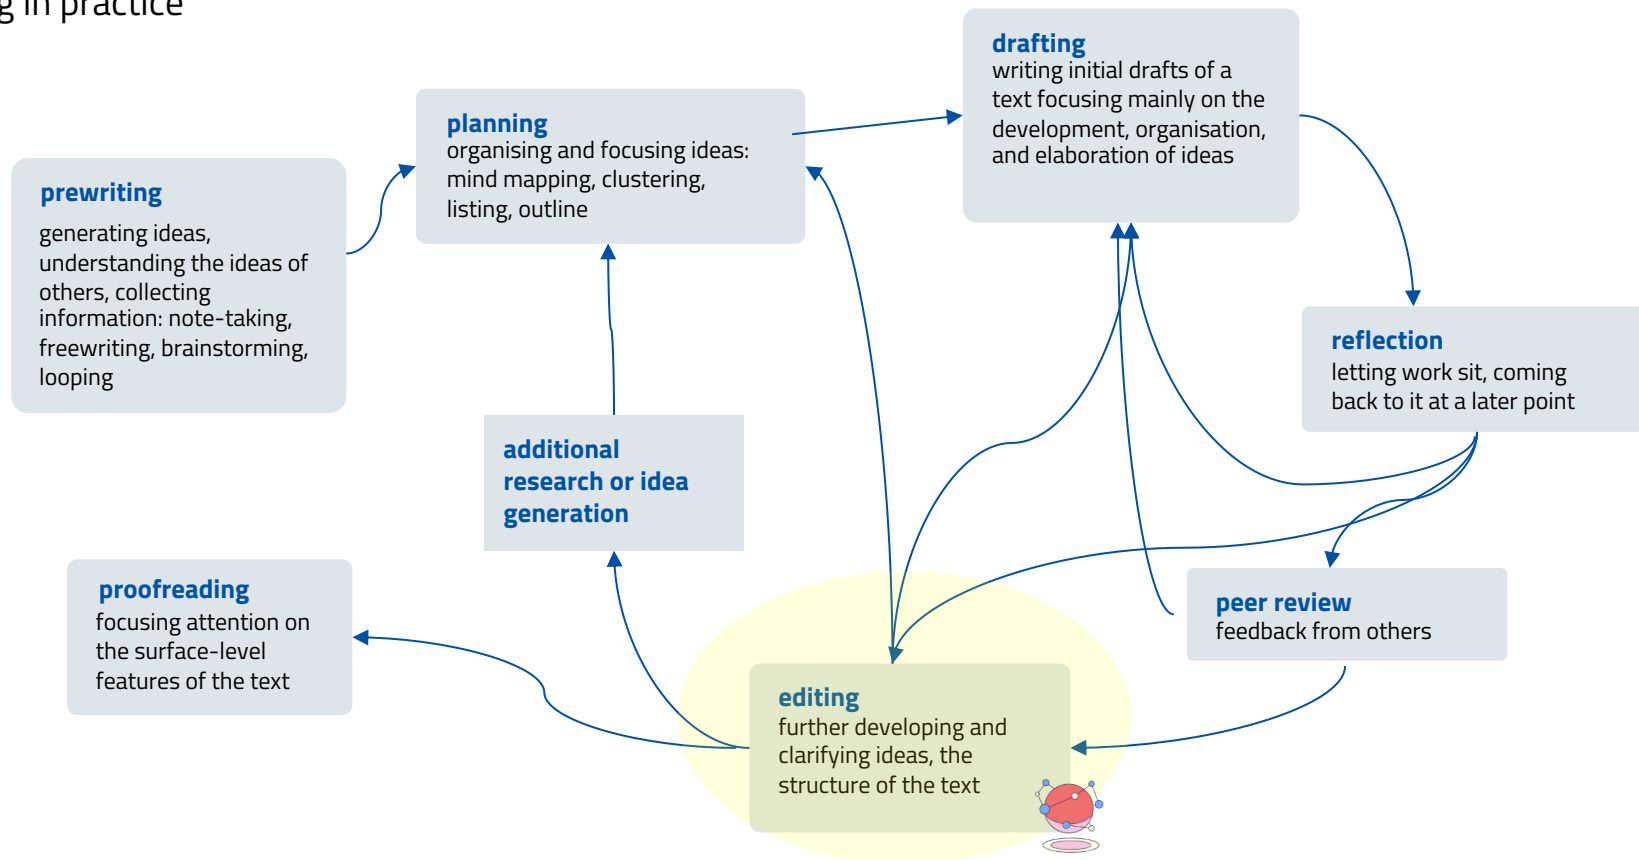 g in practice
prewriting
generating ideas,
understanding the ideas of
others, collecting
information: note-taking,
freewriting, brainstorming,
looping
planning
organising and focusing ideas:
mind mapping, clustering,
listing, outline
drafting
writing initial drafts of a
text focusing mainly on the
development, organisation,
and elaboration of ideas
reflection
letting work sit, coming
back to it at a later point
additional
research or idea
generation
peer review
feedback from others
editing
further developing and
clarifying ideas, the
structure of the text
proofreading
focusing attention on
the surface-level
features of the text